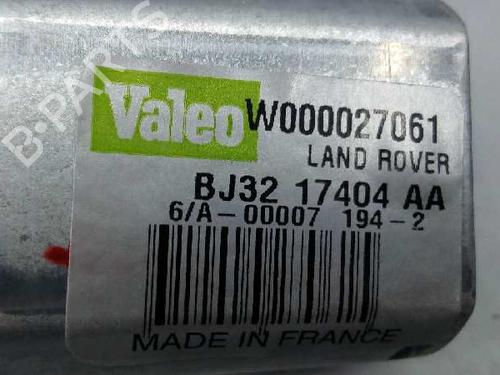 B-PARTS
Valeo W000027061
LAND ROVER
BJ32 17404 AA
6/A-00007 194-2
MADE IN FRANCE